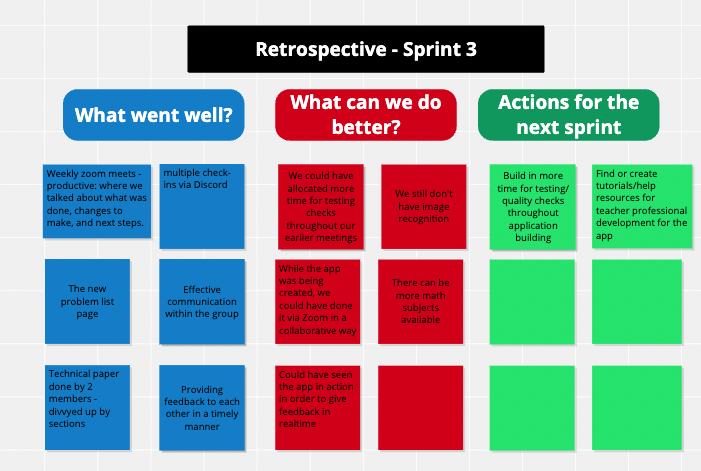 Retrospective - Sprint 3
What went well?
Weekly zoom meets -
productive: where we
talked about what was
done, changes to
make, and next steps.
multiple check-
ins via Discord
The new
problem list
page
Effective
communication
within the group
Technical paper
done by 2
members -
divvyed up by
sections
Providing
feedback to each
other in a timely
manner
What can we do
better?
We could have
allocated more
time for testing
checks
throughout our
earlier meetings
We still don't
have image
recognition
While the app
was being
created, we
could have done
it via Zoom in a
collaborative way
There can be
more math
subjects
available
Could have seen
the app in action
in order to give
feedback in
realtime
Actions for the
next sprint
Build in more
time for testing/
quality checks
throughout
application
building
Find or create
tutorials/help
resources for
teacher professional
development for the
app